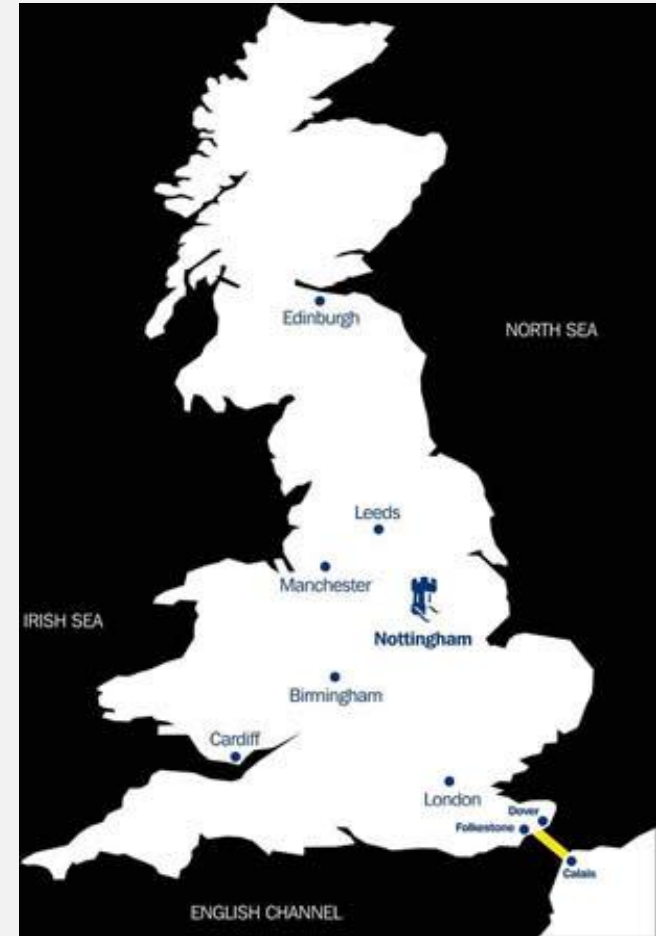 Edinburgh
NORTH SEA
Leeds
Manchester
IRISH SEA
Nottingham
Birmingham
Cardiff
London
Dover
Folkestone
Calais
ENGLISH CHANNEL